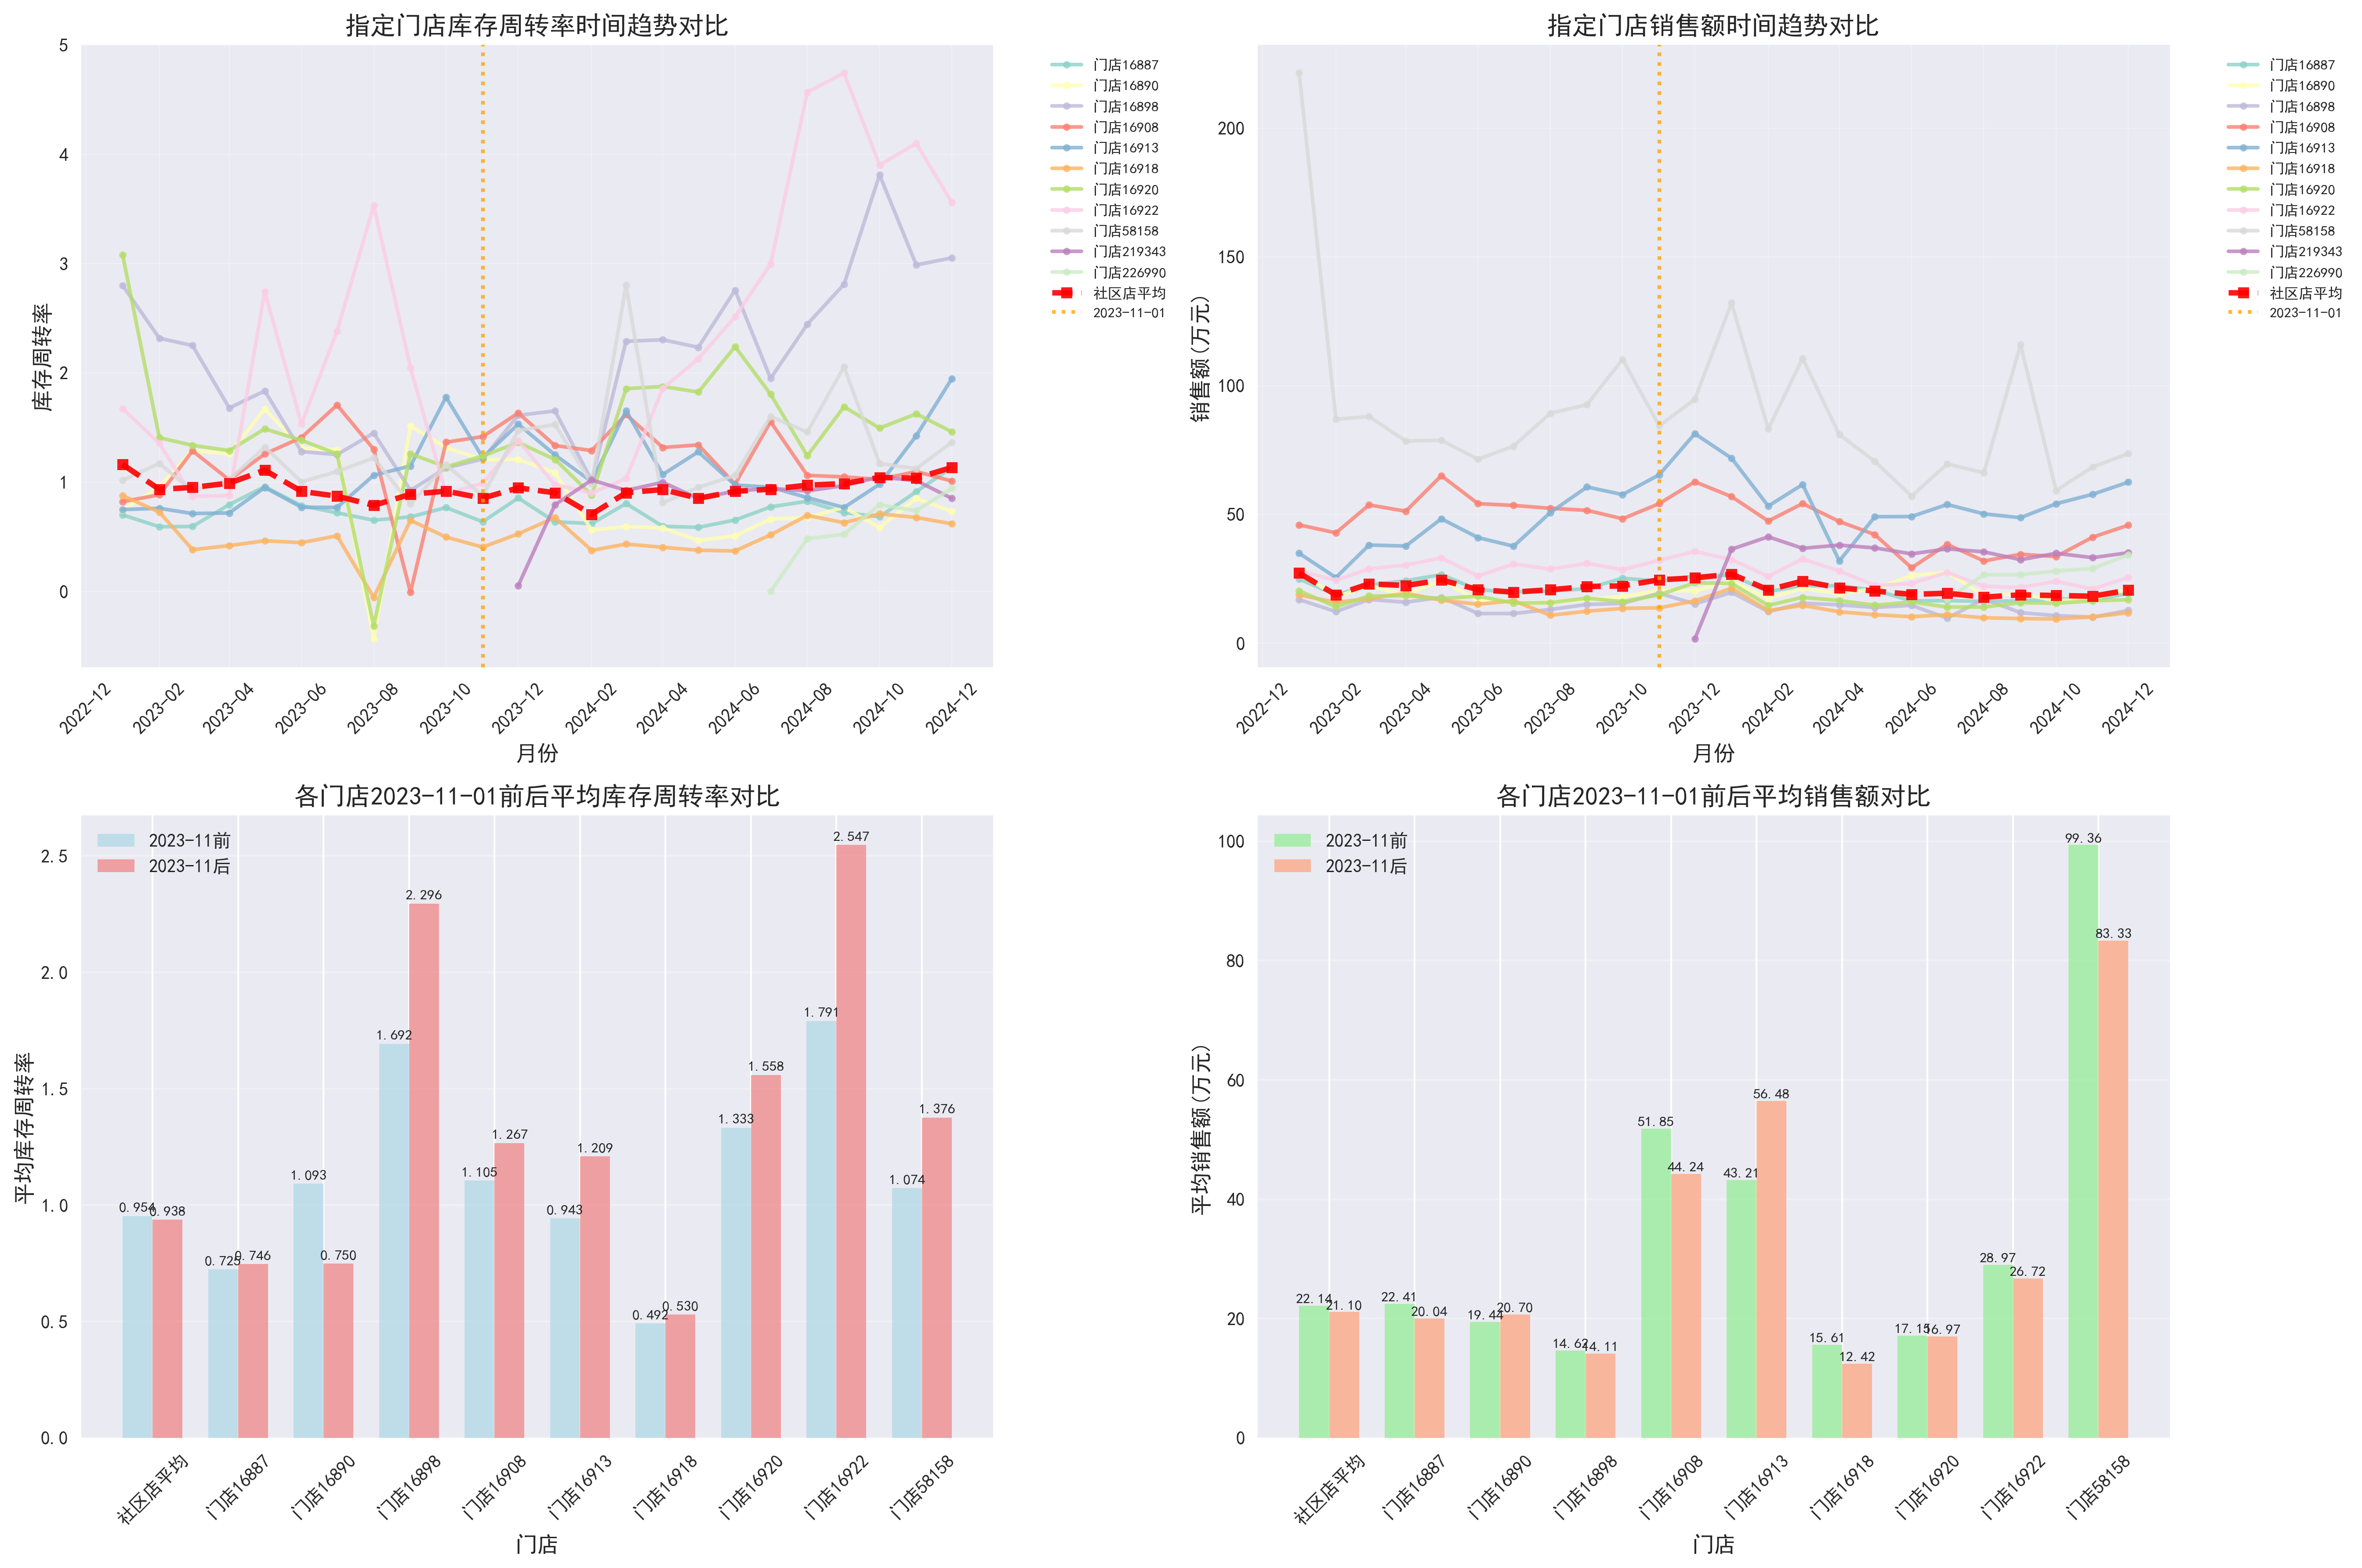 指定门店库存周转率时间趋势对比
库存周转率
5
4
3
2
1
0
2022-12
2023-02
2023-04
2023-06
2023-08
2023-10
2023-12
2024-02
2024-04
2024-06
2024-08
2024-10
2024-12
月份
门店16887
门店16890
门店16898
门店16908
门店16913
门店16918
门店16920
门店16922
门店58158
门店219343
门店226990
社区店平均
2023-11-01
指定门店销售额时间趋势对比
销售额(万元)
200
150
100
50
0
2022-12
2023-02
2023-04
2023-06
2023-08
2023-10
2023-12
2024-02
2024-04
2024-06
2024-08
2024-10
2024-12
月份
门店16887
门店16890
门店16898
门店16908
门店16913
门店16918
门店16920
门店16922
门店58158
门店219343
门店226990
社区店平均
2023-11-01
各门店2023-11-01前后平均库存周转率对比
平均库存周转率
2023-11前
2023-11后
2.5
2.0
1.5
1.0
0.5
0.0
0.954
0.938
0.725
0.746
1.093
0.750
1.692
2.296
1.105
1.267
0.943
1.209
0.492
0.530
1.333
1.558
1.791
2.547
1.074
1.376
社区店平均
门店16887
门店16890
门店16898
门店16908
门店16913
门店16918
门店16920
门店16922
门店58158
门店
各门店2023-11-01前后平均销售额对比
平均销售额(万元)
2023-11前
2023-11后
100
80
60
40
20
0
22.14
21.10
22.41
20.04
19.44
20.70
14.62
14.11
51.85
44.24
43.21
56.48
15.61
12.42
17.15
16.97
28.97
26.72
99.36
83.33
社区店平均
门店16887
门店16890
门店16898
门店16908
门店16913
门店16918
门店16920
门店16922
门店58158
门店